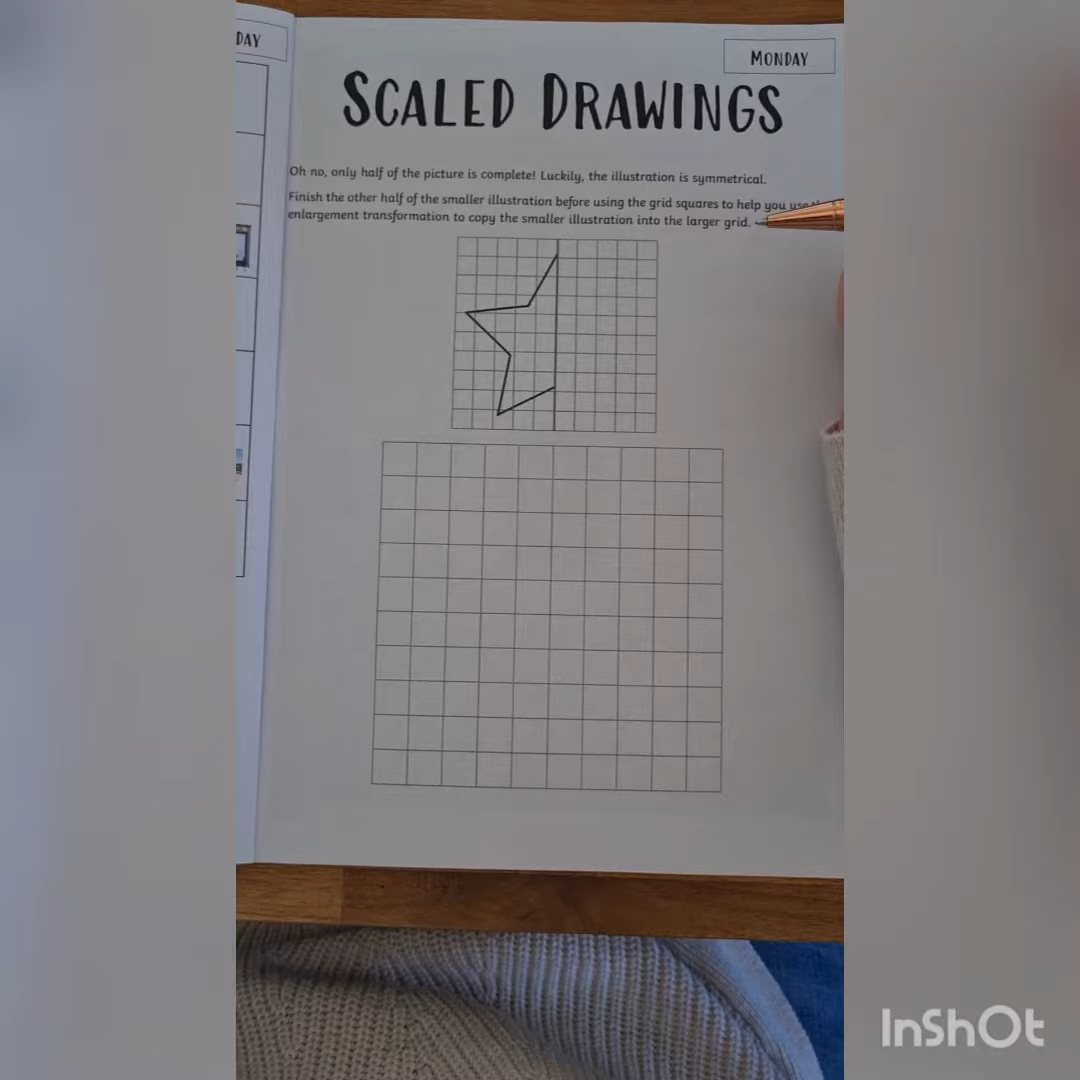 DAY
MONDAY
SCALED DRAWINGS
Oh no, only half of the picture is complete! Luckily, the illustration is symmetrical.
Finish the other half of the smaller illustration before using the grid squares to help you use
enlargement transformation to copy the smaller illustration into the larger grid.
InShOt